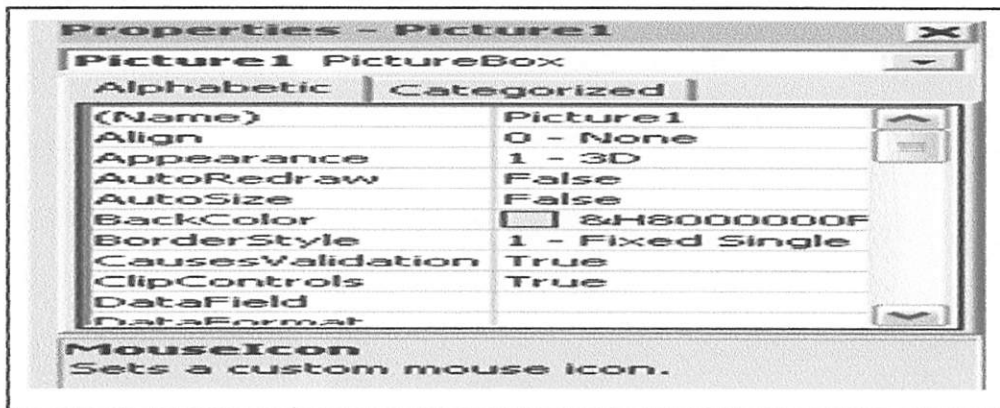 Properties - Picture1
Picture1 PictureBox
Alphabetic Categorized
(Name) Picture1
Align 0 - None
Appearance 1 - 3D
AutoRedraw False
AutoSize False
BackColor &H8000000F
BorderStyle 1 - Fixed Single
CausesValidation True
ClipControls True
DataField
DataFormat
MouseIcon
Sets a custom mouse icon.